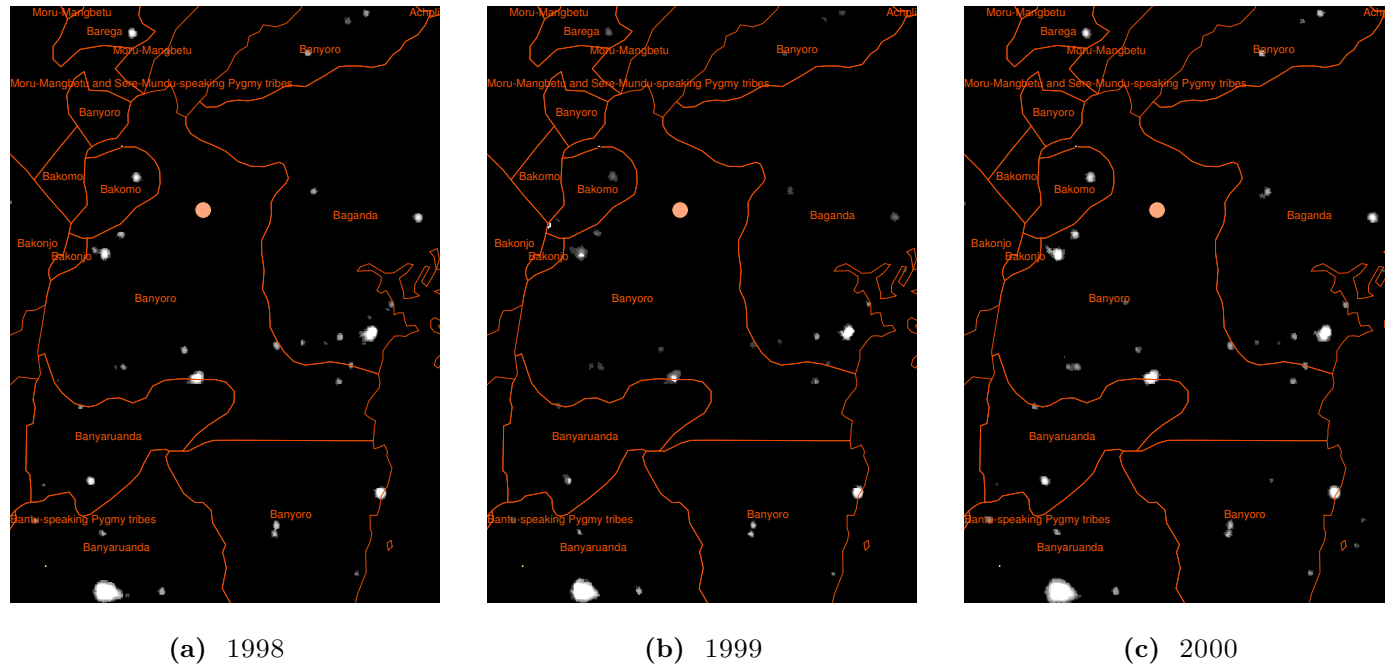 Moru-Mangbetu
Barega
Moru-Mangbetu
Banyoro
Moru-Mangbetu and Sere-Mundu-speaking Pygmy tribes
Banyoro
Bakomo
Bakomo
Baganda
Bakonjo
Bakonjo
Banyoro
Banyaruanda
Banyoro
Bantu-speaking Pygmy tribes
Banyaruanda
(a) 1998
Moru-Mangbetu
Barega
Moru-Mangbetu
Banyoro
Moru-Mangbetu and Sere-Mundu-speaking Pygmy tribes
Banyoro
Bakomo
Bakomo
Baganda
Bakonjo
Bakonjo
Banyoro
Banyaruanda
Banyoro
Bantu-speaking Pygmy tribes
Banyaruanda
(b) 1999
Moru-Mangbetu
Barega
Moru-Mangbetu
Banyoro
Moru-Mangbetu and Sere-Mundu-speaking Pygmy tribes
Banyoro
Bakomo
Bakomo
Baganda
Bakonjo
Bakonjo
Banyoro
Banyaruanda
Banyoro
Bantu-speaking Pygmy tribes
Banyaruanda
(c) 2000